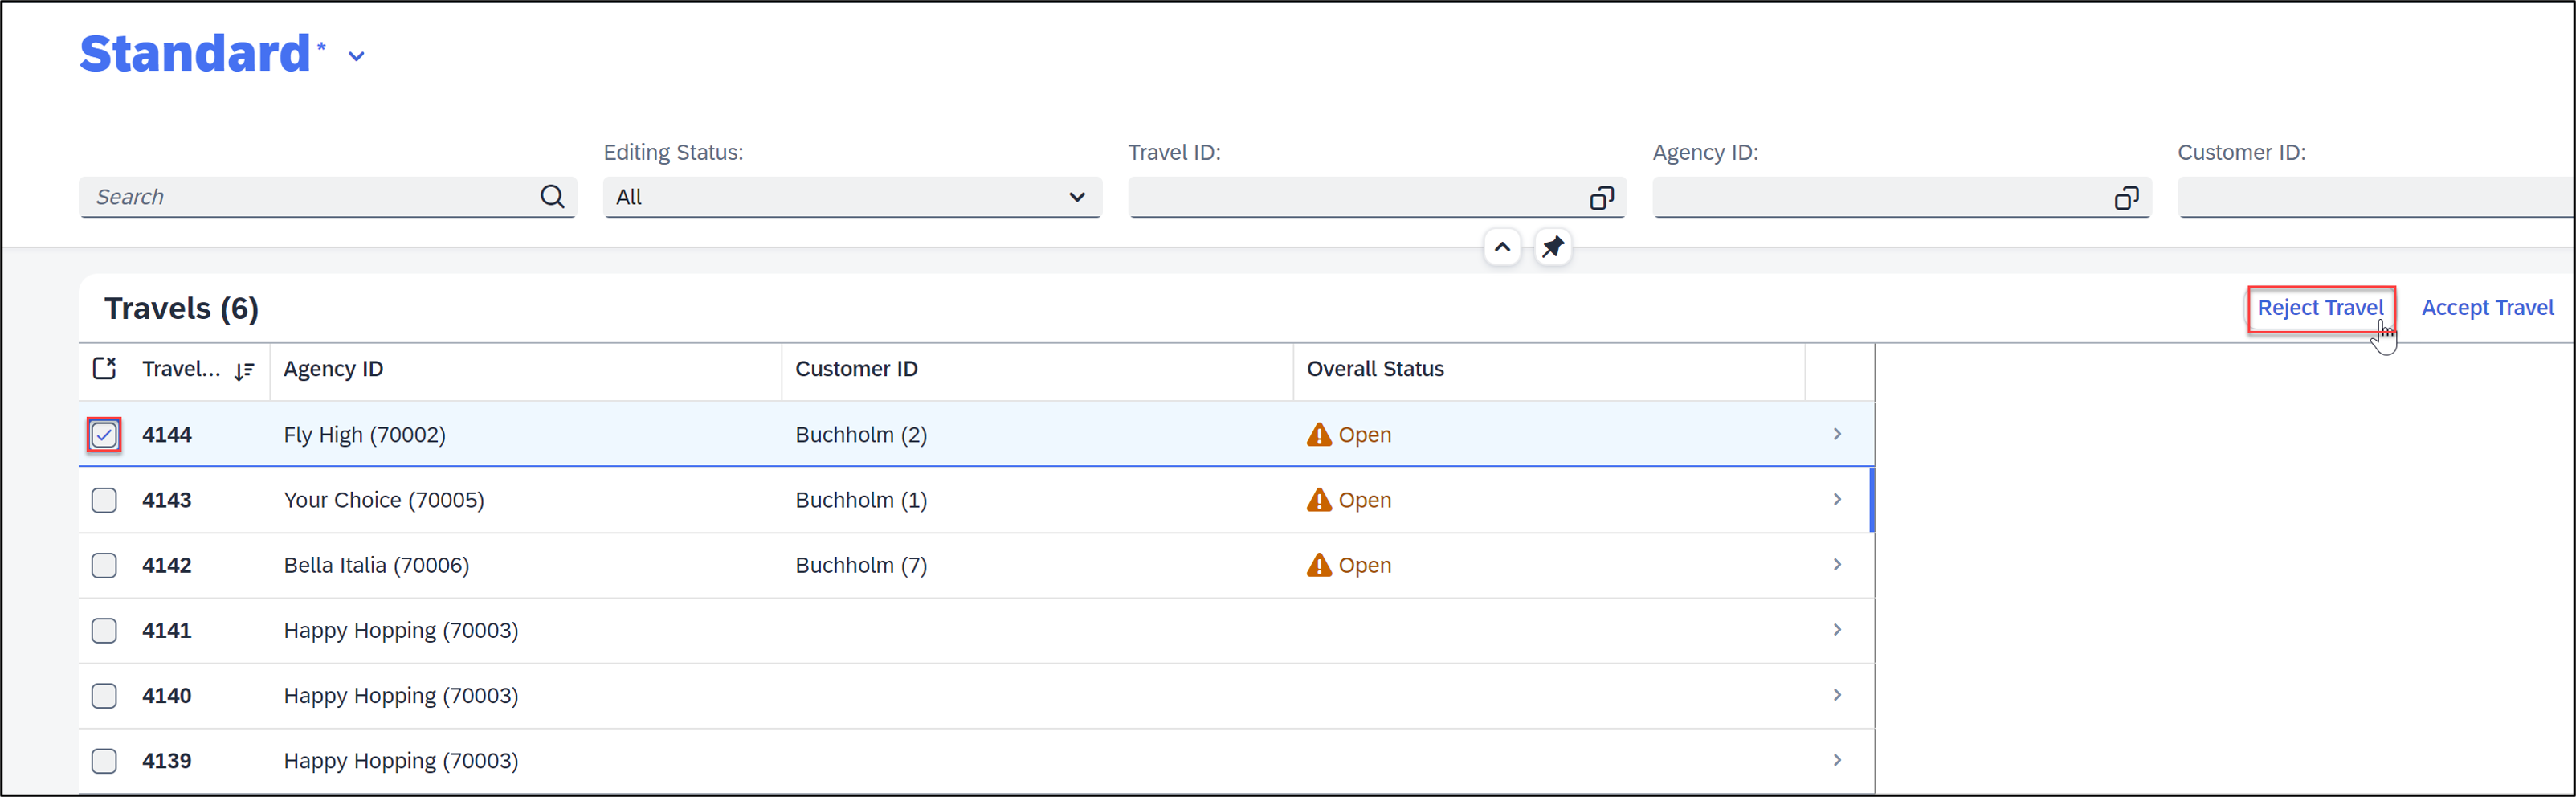 Standard*
Editing Status: Travel ID: Agency ID: Customer ID:
Search All
Travels (6) Reject Travel Accept Travel
Travel... Agency ID Customer ID Overall Status
4144 Fly High (70002) Buchholm (2) Open
4143 Your Choice (70005) Buchholm (1) Open
4142 Bella Italia (70006) Buchholm (7) Open
4141 Happy Hopping (70003)
4140 Happy Hopping (70003)
4139 Happy Hopping (70003)